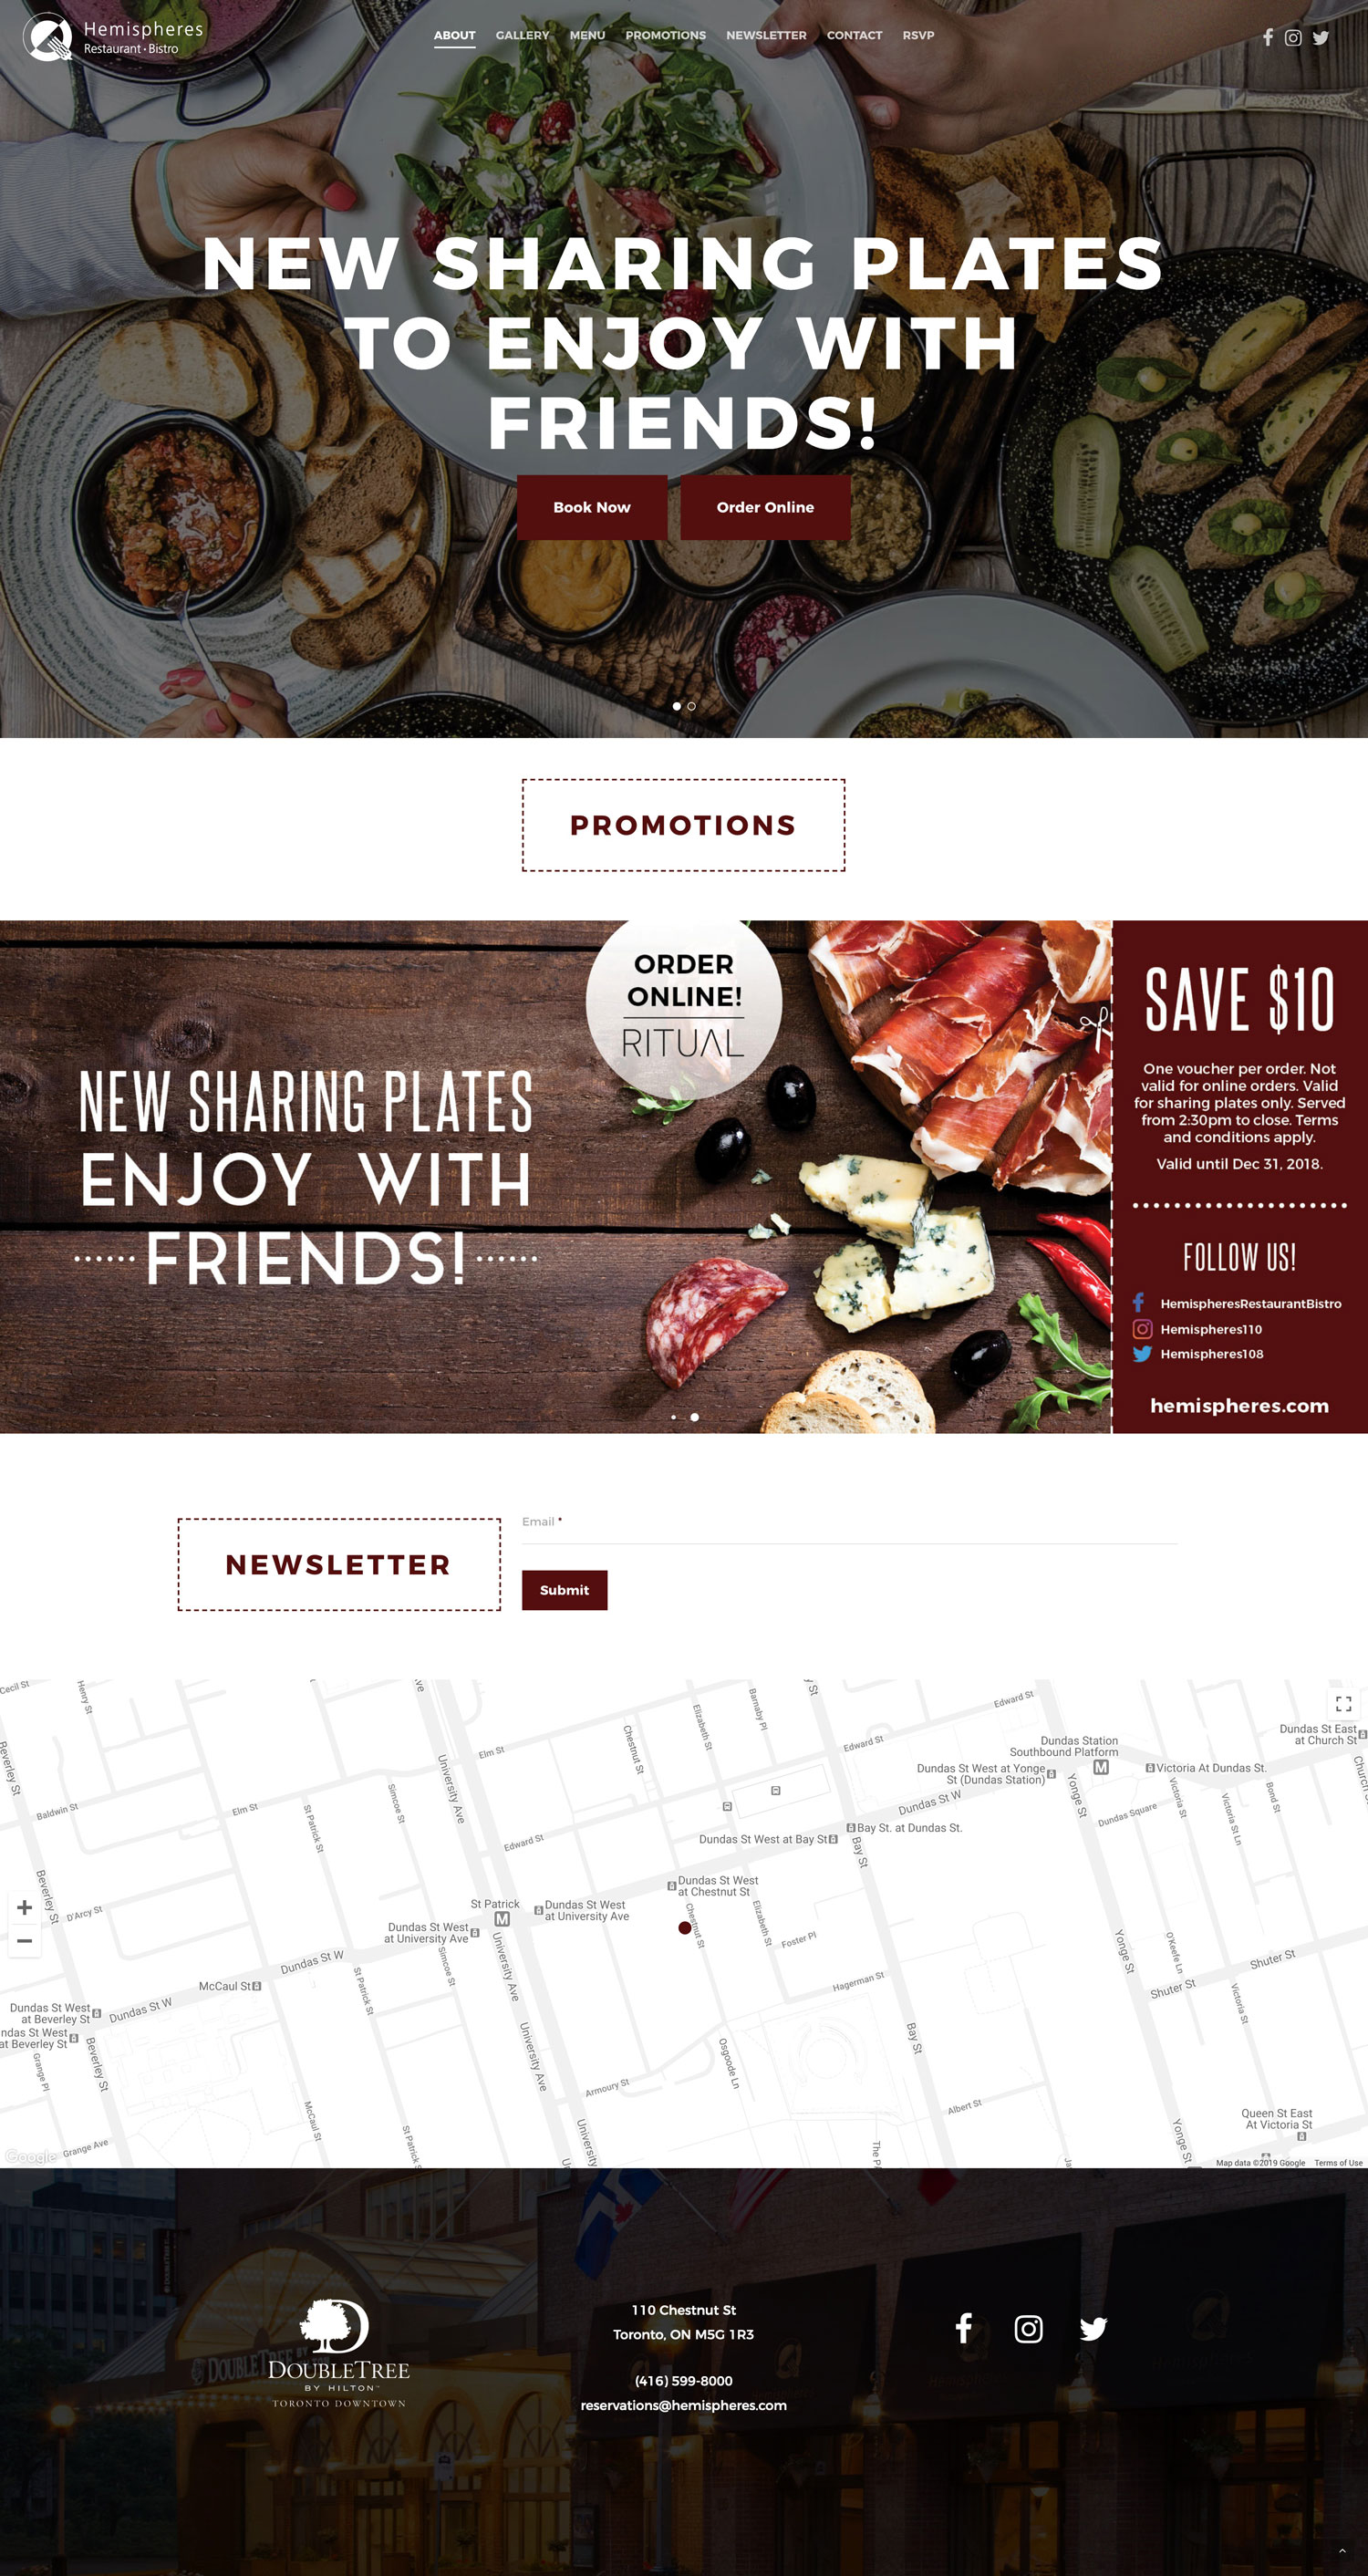 Hemispheres
Restaurant · Bistro
ABOUT GALLERY MENU PROMOTIONS NEWSLETTER CONTACT RSVP
NEW SHARING PLATES
TO ENJOY WITH
FRIENDS!
Book Now
Order Online
PROMOTIONS
ORDER
ONLINE!
RITUAL
NEW SHARING PLATES
ENJOY WITH
FRIENDS!
SAVE $10
One voucher per order. Not
valid for online orders. Valid
for sharing plates only. Served
from 2:30pm to close. Terms
and conditions apply.
Valid until Dec 31, 2018.
FOLLOW US!
HemispheresRestaurantBistro
Hemispheres110
Hemispheres108
hemispheres.com
NEWSLETTER
Email *
Submit
Cecil St
Henry St
Beverley St
Baldwin St
Elm St
St Patrick St
Simcoe St
University Ave
Elm St
Edward St
Chestnut St
Elizabeth St
Barnaby Pl
Edward St
Edward St
Dundas Station
Southbound Platform
Dundas St West at Yonge
St (Dundas Station)
Victoria At Dundas St.
Dundas St East
at Church St
Dundas St W
Yonge St
Dundas Square
Victoria St
Victoria St Ln
Bond St
Bay St. at Dundas St.
Dundas St West at Bay St
Bay St
Dundas St West
at Chestnut St
Chestnut St
Elizabeth St
Foster Pl
Hagerman St
St Patrick
Dundas St West
at University Ave
Dundas St West
at University Ave
University Ave
Simcoe St
St Patrick St
Dundas St W
McCaul St
Beverley St
D'Arcy St
Dundas St West
at Beverley St
Dundas St W
ndas St West
at Beverley St
Beverley St
Grange Pl
Grange Ave
McCaul St
St Patrick S
University Ave
University
Armoury St
Osgoode Ln
Bay St
Albert St
Yonge St
O'Keefe Ln
Shuter St
Shuter St
Victoria St
Yonge St
Queen St East
At Victoria St
The P
Google
Map data ©2019 Google Terms of Use
DOUBLETREE
BY HILTON™
TORONTO DOWNTOWN
110 Chestnut St
Toronto, ON M5G 1R3
(416) 599-8000
reservations@hemispheres.com